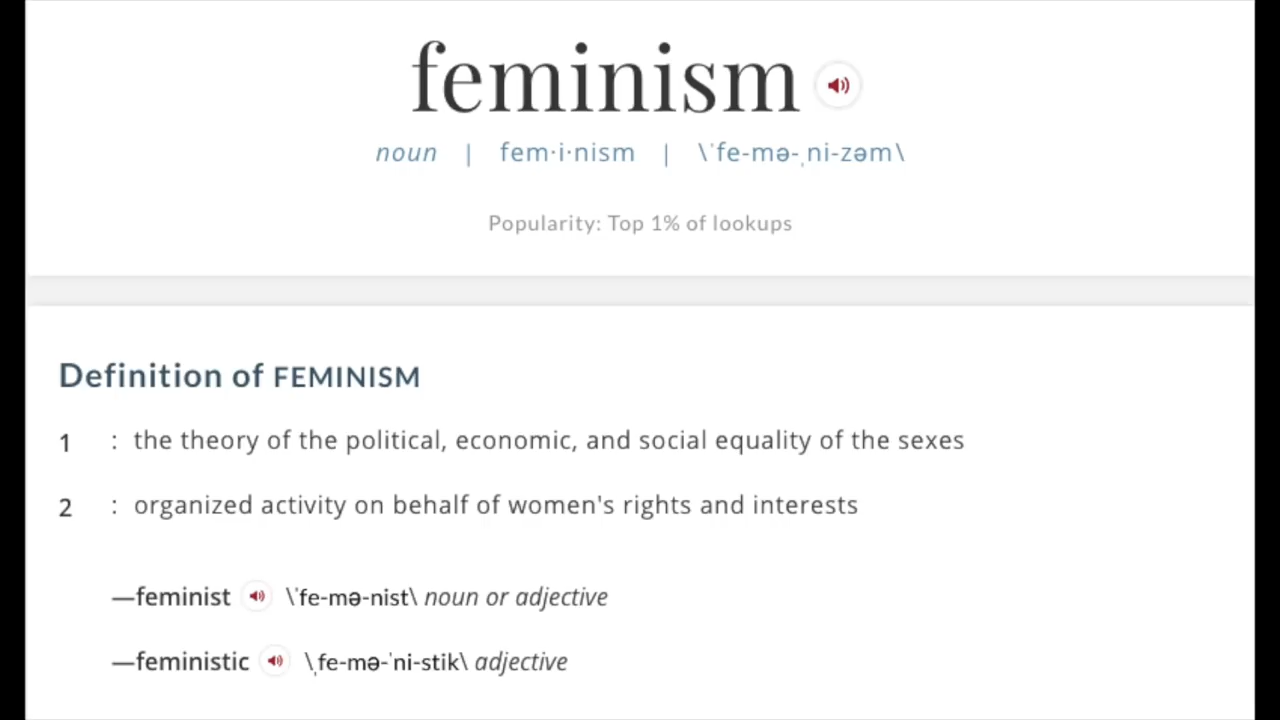 feminism
noun | fem·i·nism | \ˈfe-mə-ˌni-zəm\
Popularity: Top 1% of lookups
Definition of FEMINISM
1 : the theory of the political, economic, and social equality of the sexes
2 : organized activity on behalf of women's rights and interests
—feminist \ˈfe-mə-nist\ noun or adjective
—feministic \ˌfe-mə-ˈni-stik\ adjective